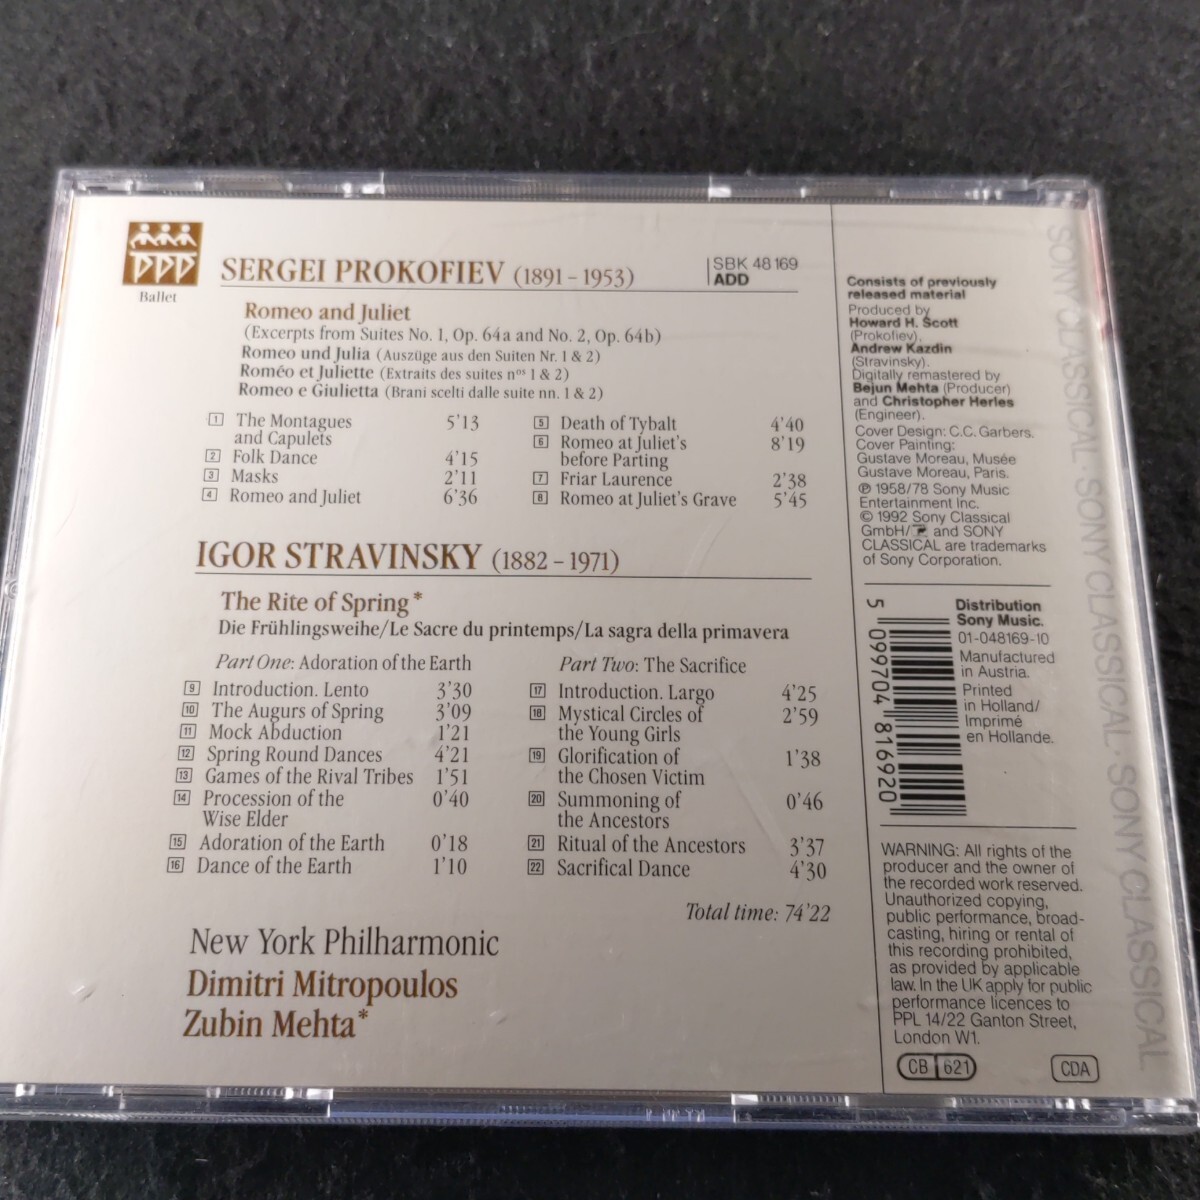 Ballet
SERGEI PROKOFIEV (1891 – 1953)
SBK 48 169
ADD
Romeo and Juliet
(Excerpts from Suites No. 1, Op. 64a and No. 2, Op. 64b)
Romeo und Julia (Auszüge aus den Suiten Nr. 1 & 2)
Roméo et Juliette (Extraits des suites nos 1 & 2)
Romeo e Giulietta (Brani scelti dalle suite nn. 1 & 2)
1 The Montagues 5'13
and Capulets
2 Folk Dance 4'15
3 Masks 2'11
4 Romeo and Juliet 6'36
5 Death of Tybalt 4'40
6 Romeo at Juliet's 8'19
before Parting
7 Friar Laurence 2'38
8 Romeo at Juliet's Grave 5'45
IGOR STRAVINSKY (1882 – 1971)
The Rite of Spring*
Die Frühlingsweihe/Le Sacre du printemps/La sagra della primavera
Part One: Adoration of the Earth
9 Introduction. Lento 3'30
10 The Augurs of Spring 3'09
11 Mock Abduction 1'21
12 Spring Round Dances 4'21
13 Games of the Rival Tribes 1'51
14 Procession of the 0'40
Wise Elder
15 Adoration of the Earth 0'18
16 Dance of the Earth 1'10
Part Two: The Sacrifice
17 Introduction. Largo 4'25
18 Mystical Circles of 2'59
the Young Girls
19 Glorification of 1'38
the Chosen Victim
20 Summoning of 0'46
the Ancestors
21 Ritual of the Ancestors 3'37
22 Sacrificial Dance 4'30
Total time: 74'22
New York Philharmonic
Dimitri Mitropoulos
Zubin Mehta*
Consists of previously
released material
Produced by
Howard H. Scott
(Prokofiev),
Andrew Kazdin
(Stravinsky).
Digitally remastered by
Bejun Mehta (Producer)
and Christopher Herles
(Engineer).
Cover Design: C.C. Garbers.
Cover Painting:
Gustave Moreau, Musée
Gustave Moreau, Paris.
℗ 1958/78 Sony Music
Entertainment Inc.
© 1992 Sony Classical
GmbH/ and SONY
CLASSICAL are trademarks
of Sony Corporation.
5 099704 816920
Distribution
Sony Music.
01-048169-10
Manufactured
in Austria.
Printed
in Holland/
Imprimé
en Hollande.
WARNING: All rights of the
producer and the owner of
the recorded work reserved.
Unauthorized copying,
public performance, broad-
casting, hiring or rental of
this recording prohibited,
as provided by applicable
law. In the UK apply for public
performance licences to
PPL 14/22 Ganton Street,
London W1.
CB 621
CDA
SONY CLASSICAL · SONY CLASSICAL · SONY CLASSICAL